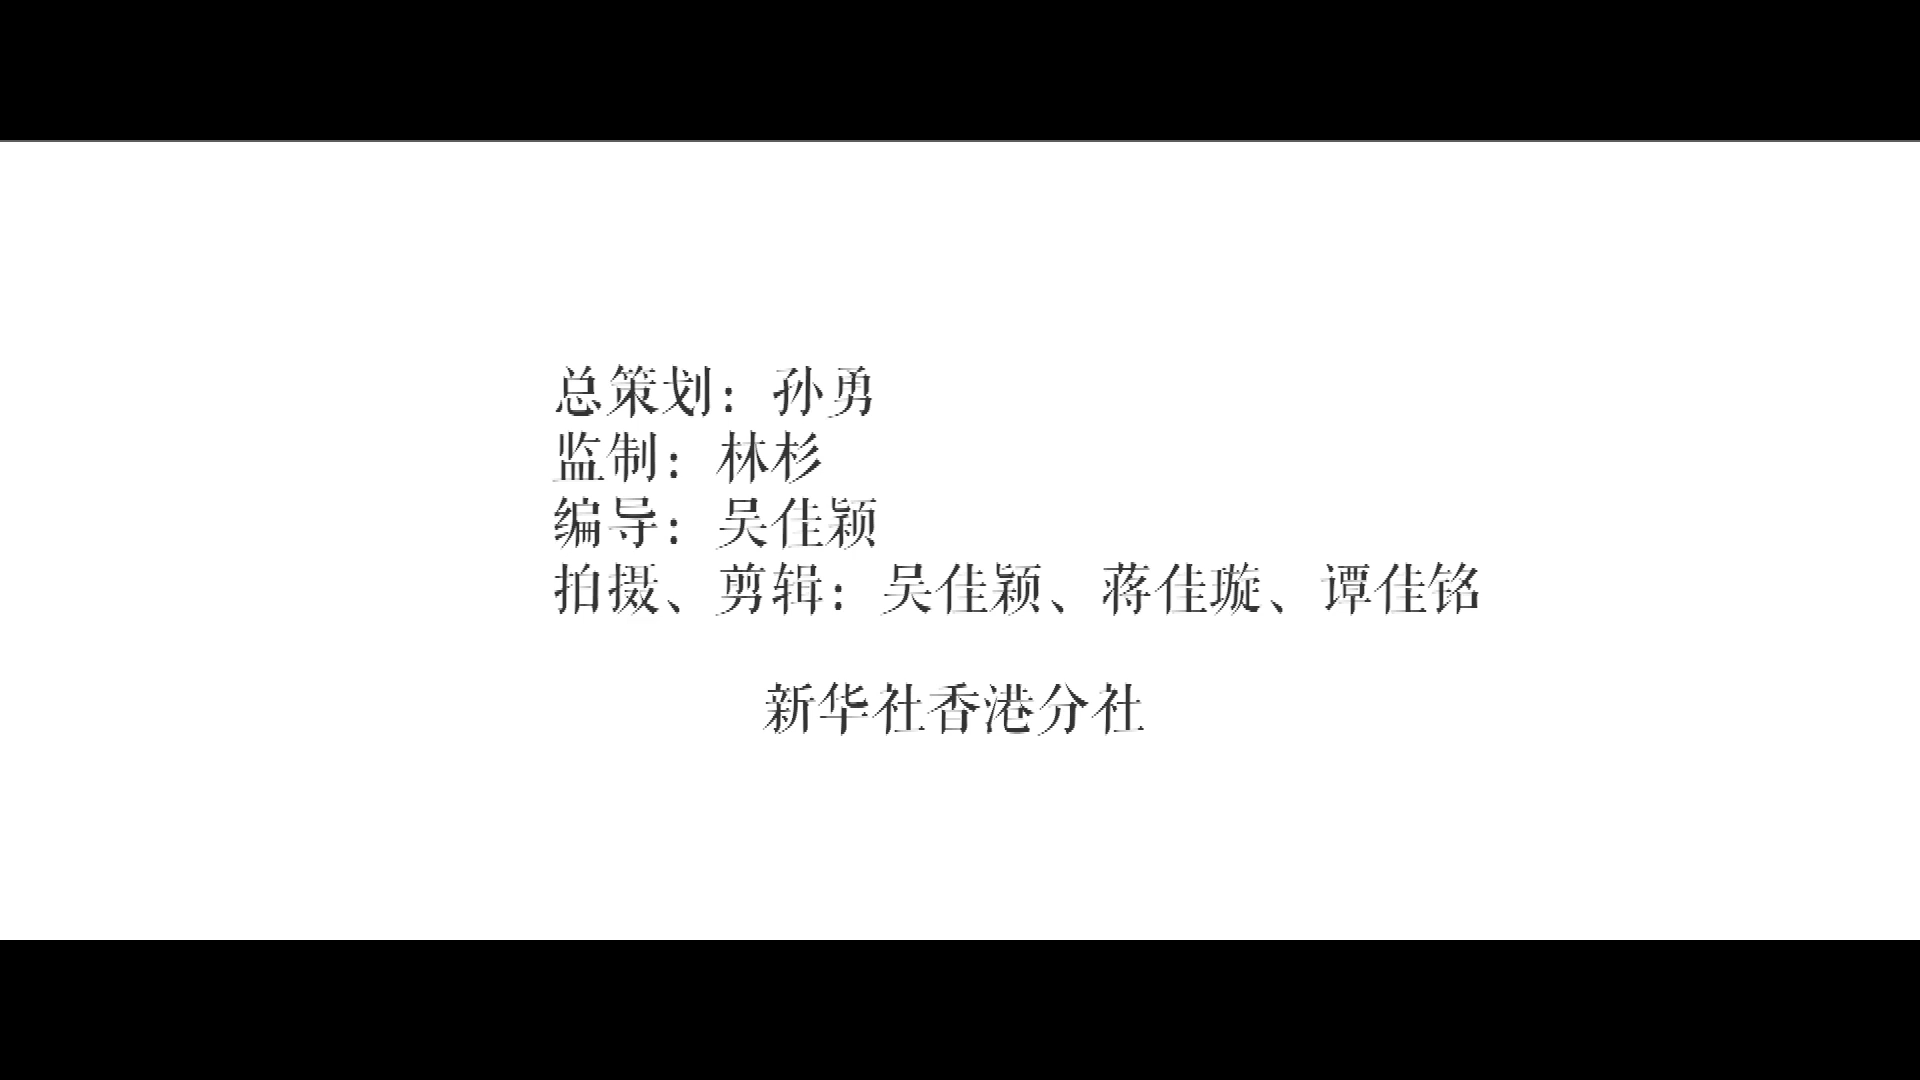 总策划：孙勇
监制：林杉
编导：吴佳颖
拍摄、剪辑：吴佳颖、蒋佳璇、谭佳铭
新华社香港分社